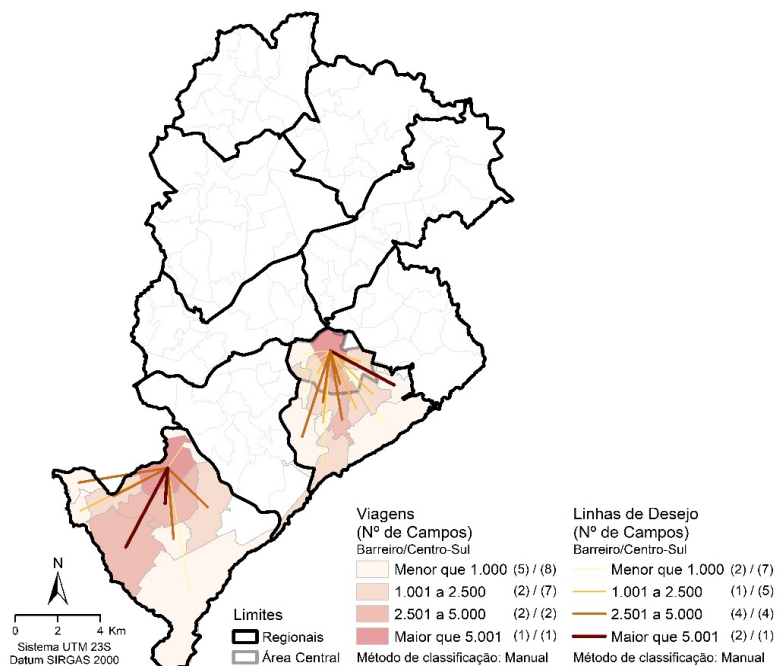 N
0 2 4 Km
Sistema UTM 23S
Datum SIRGAS 2000
Limites
Regionais
Área Central
Viagens
(Nº de Campos)
Barreiro/Centro-Sul
Menor que 1.000 (5) / (8)
1.001 a 2.500 (2) / (7)
2.501 a 5.000 (2) / (2)
Maior que 5.001 (1) / (1)
Método de classificação: Manual
Linhas de Desejo
(Nº de Campos)
Barreiro/Centro-Sul
Menor que 1.000 (2) / (7)
1.001 a 2.500 (1) / (5)
2.501 a 5.000 (4) / (4)
Maior que 5.001 (2) / (1)
Método de classificação: Manual